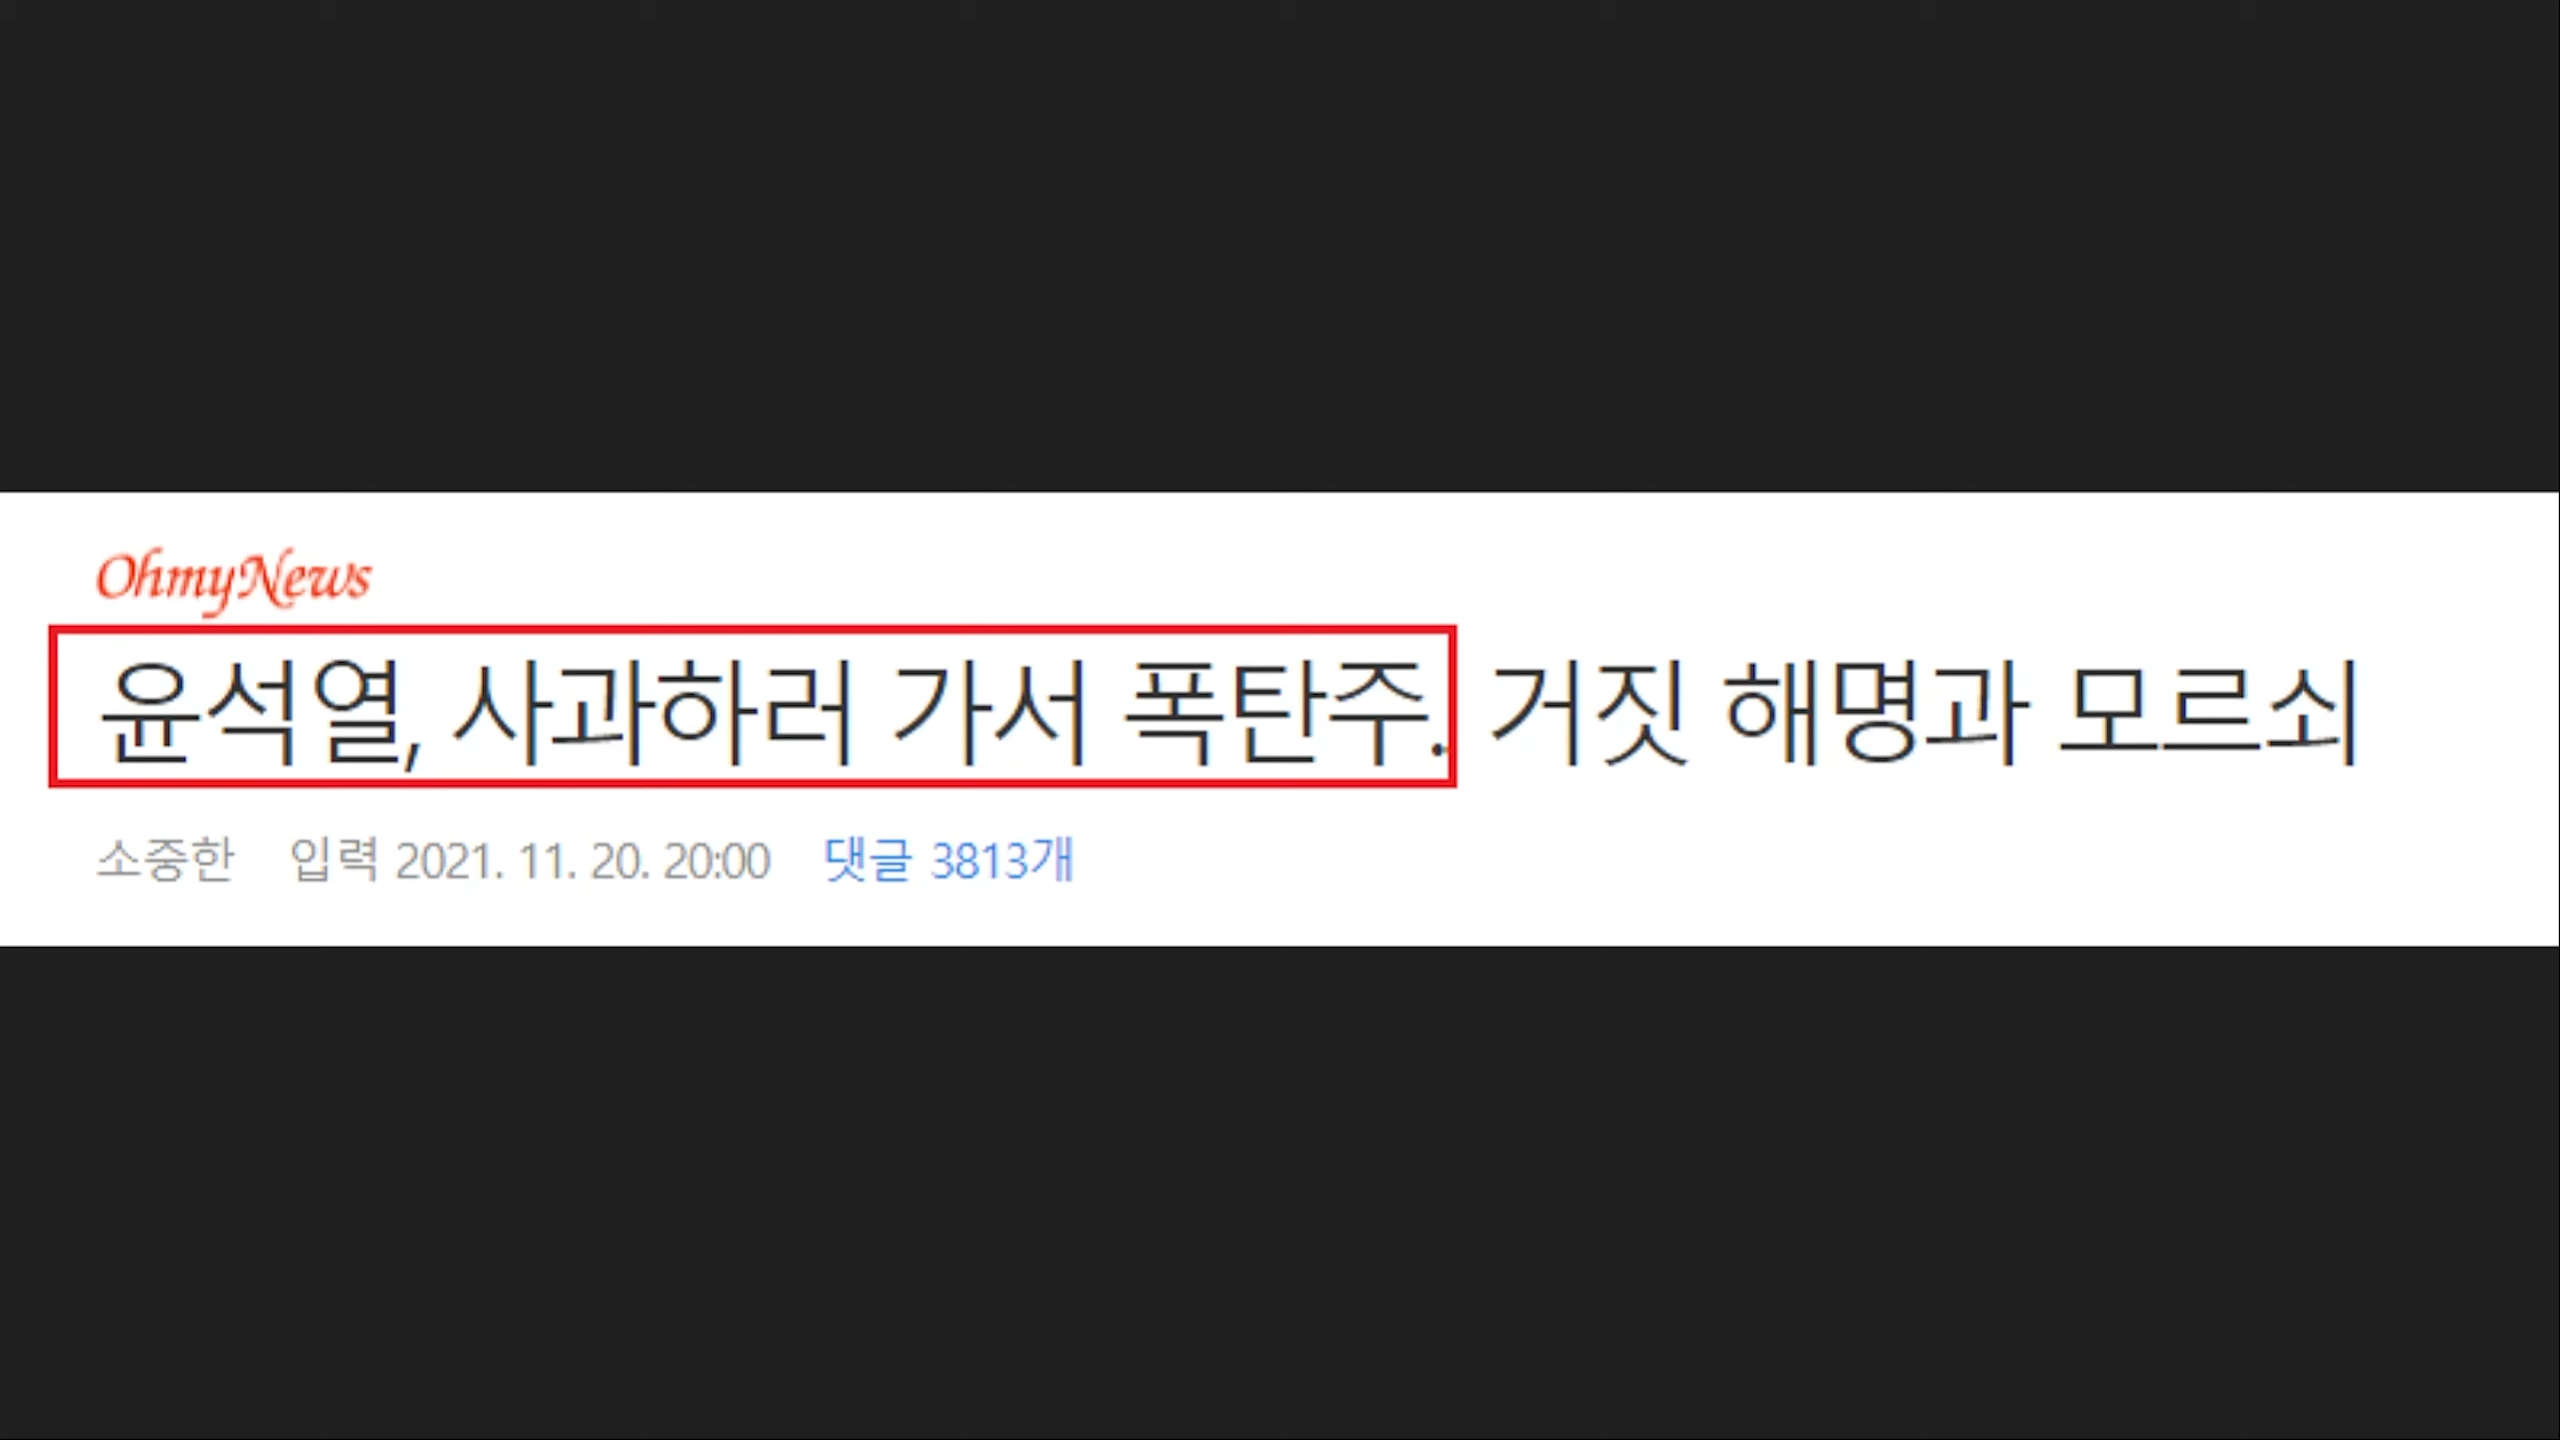 OhmyNews
윤석열, 사과하러 가서 폭탄주. 거짓 해명과 모르쇠
소중한 입력 2021. 11. 20. 20:00 댓글 3813개